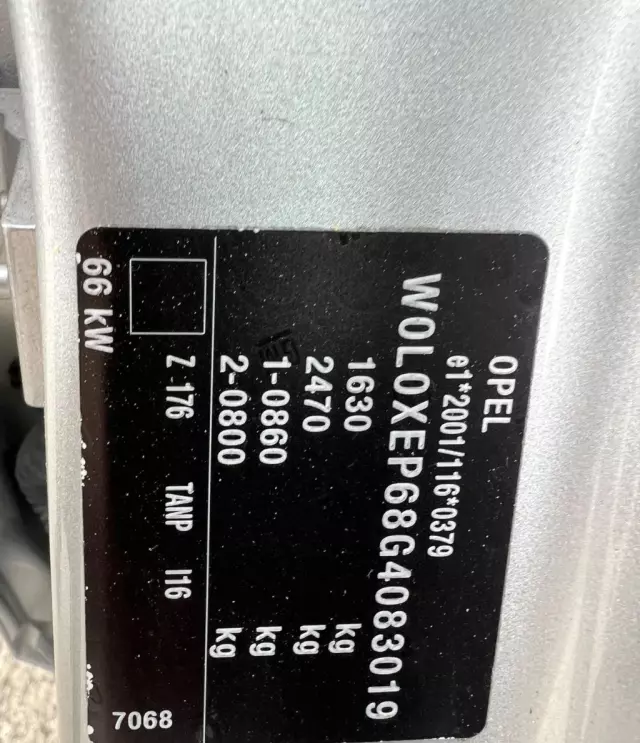 OPEL
e1*2001/116*0379
W0L0XEP68G4083019
1630 kg
2470 kg
1-0860 kg
2-0800 kg
Z 176 TANP I16
66 kW
7068